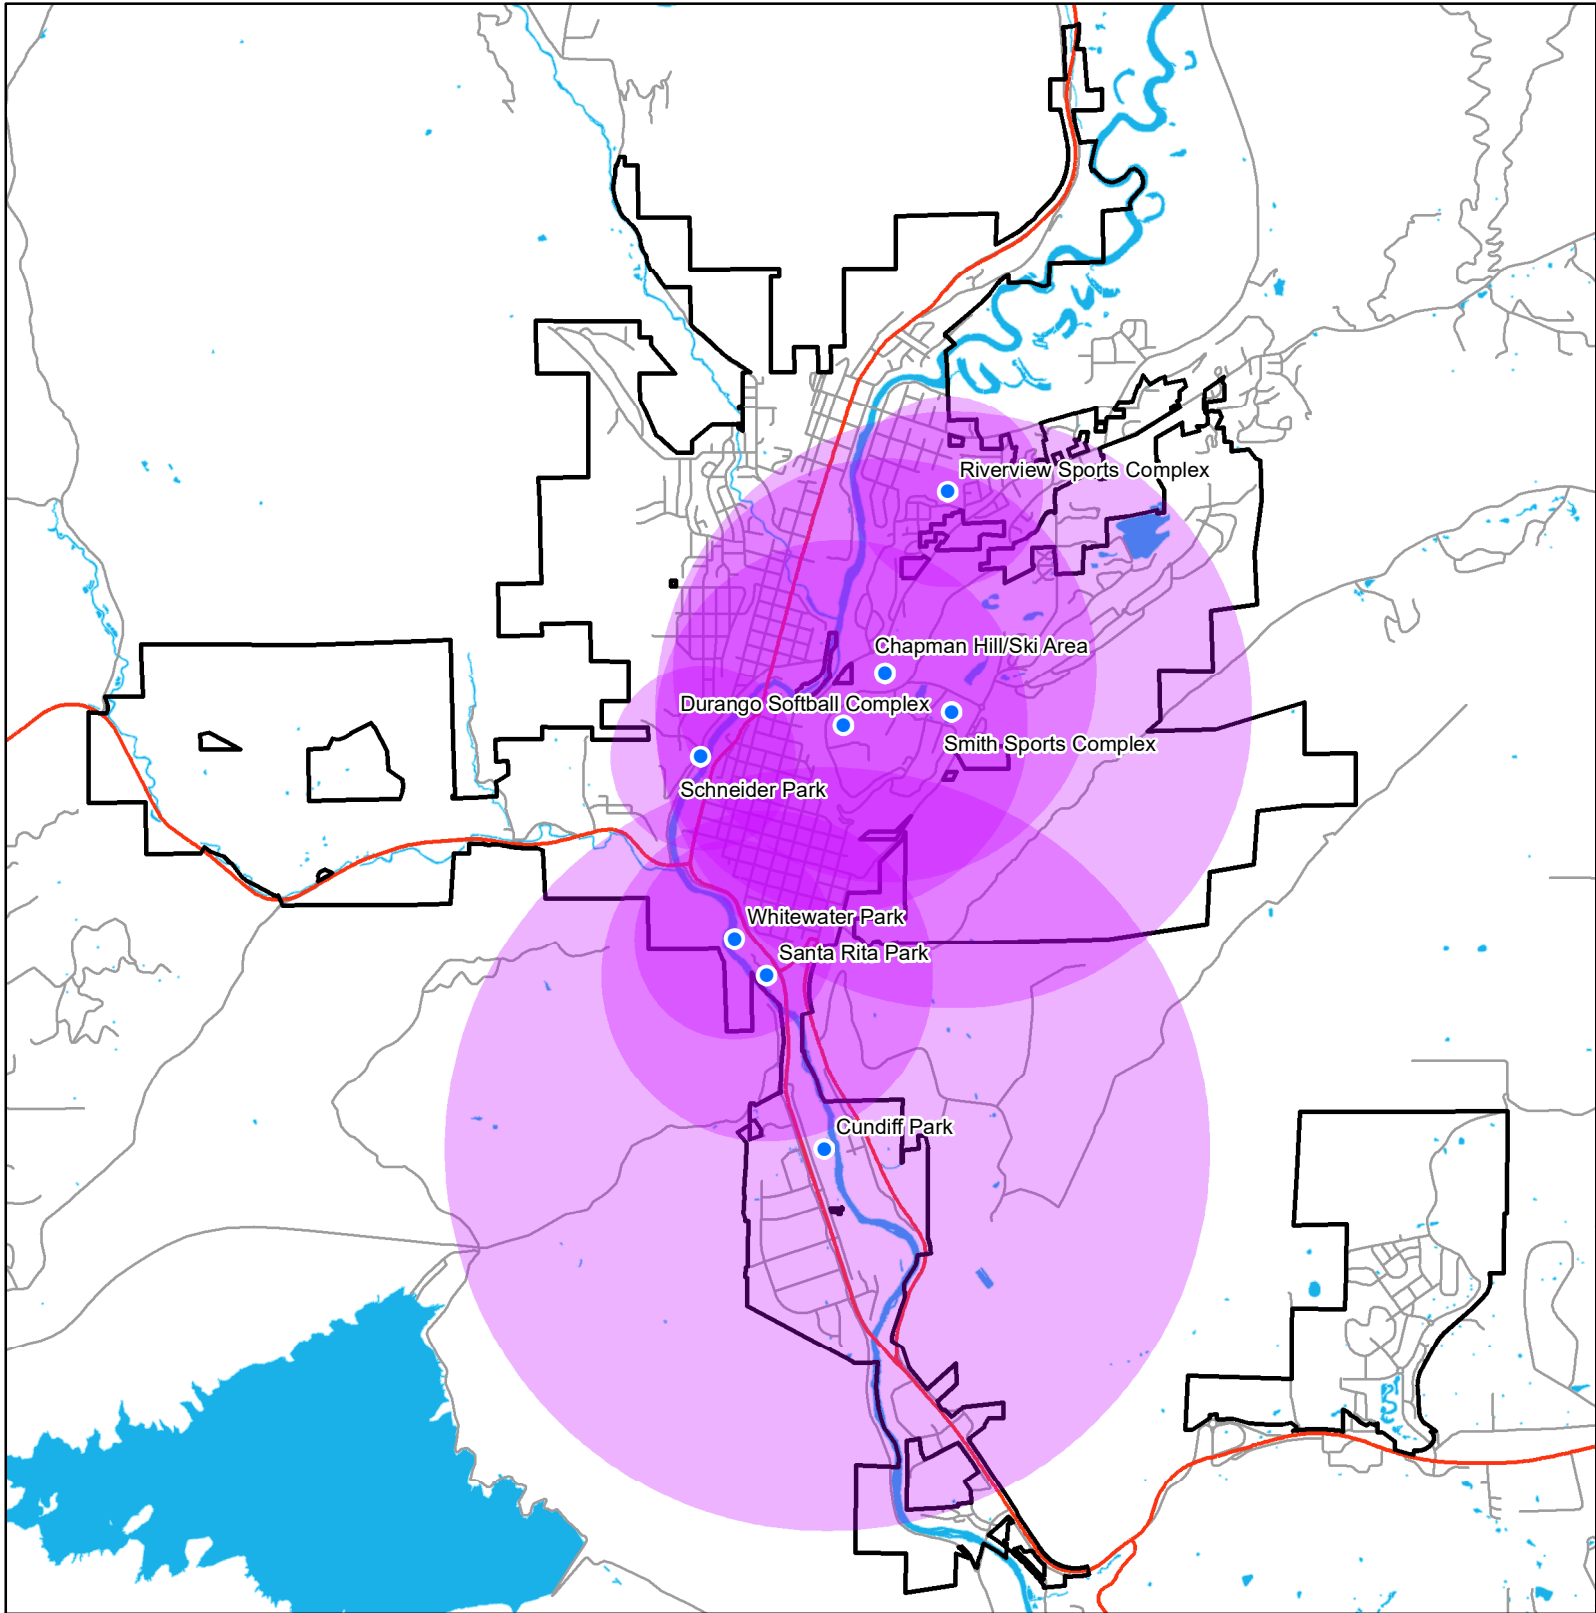 Riverview Sports Complex
Chapman Hill/Ski Area
Durango Softball Complex
Smith Sports Complex
Schneider Park
Whitewater Park
Santa Rita Park
Cundiff Park